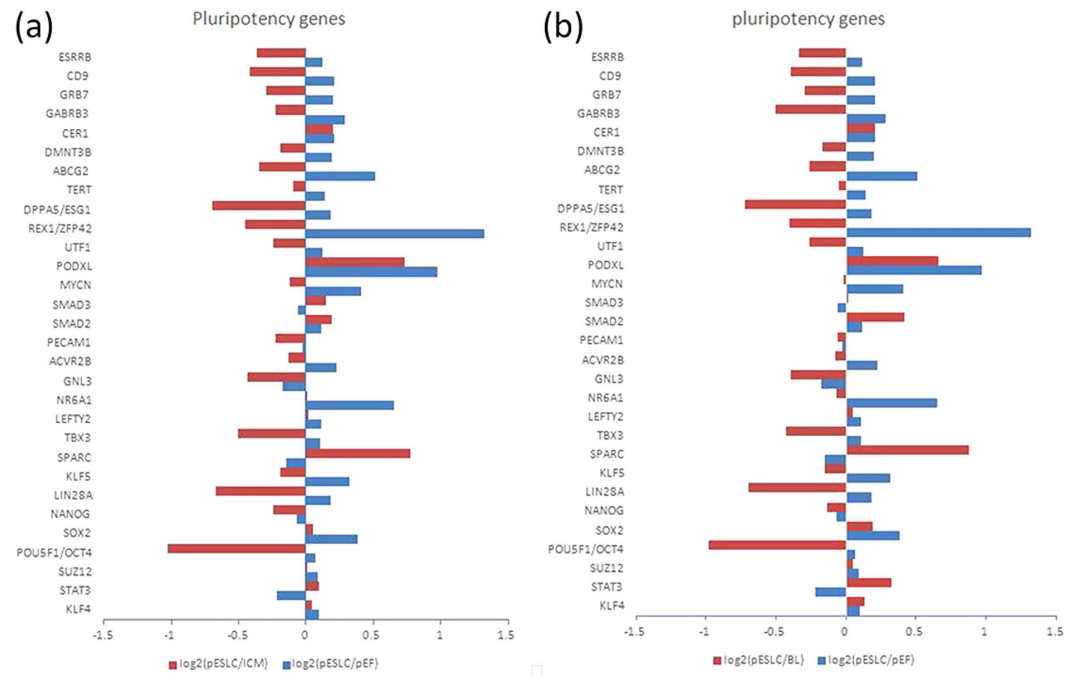 (a)
Pluripotency genes
ESRRB
CD9
GRB7
GABRB3
CER1
DMNT3B
ABCG2
TERT
DPPA5/ESG1
REX1/ZFP42
UTF1
PODXL
MYCN
SMAD3
SMAD2
PECAM1
ACVR2B
GNL3
NR6A1
LEFTY2
TBX3
SPARC
KLF5
LIN28A
NANOG
SOX2
POU5F1/OCT4
SUZ12
STAT3
KLF4
-1.5 -1 -0.5 0 0.5 1 1.5
log2(pESLC/ICM) log2(pESLC/pEF)
(b)
pluripotency genes
ESRRB
CD9
GRB7
GABRB3
CER1
DMNT3B
ABCG2
TERT
DPPA5/ESG1
REX1/ZFP42
UTF1
PODXL
MYCN
SMAD3
SMAD2
PECAM1
ACVR2B
GNL3
NR6A1
LEFTY2
TBX3
SPARC
KLF5
LIN28A
NANOG
SOX2
POU5F1/OCT4
SUZ12
STAT3
KLF4
-1.5 -1 -0.5 0 0.5 1 1.5
log2(pESLC/BL) log2(pESLC/pEF)